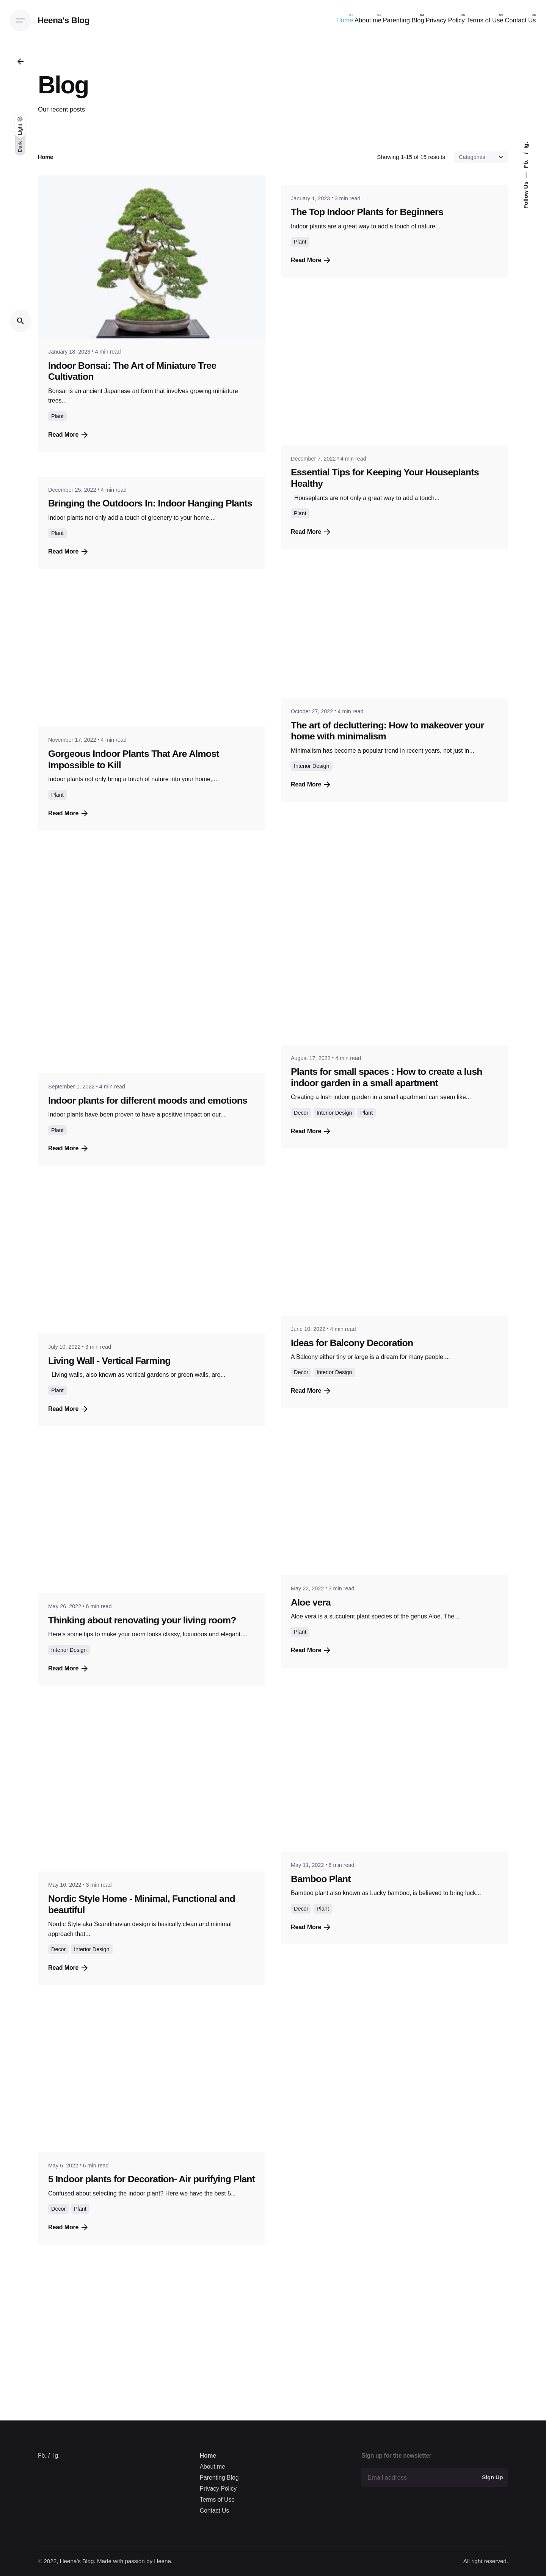 Heena's Blog
01 02 03 04 05 06
Home About me Parenting Blog Privacy Policy Terms of Use Contact Us
Blog
Our recent posts
Light
Dark
Follow Us — Fb. / Ig.
Home
Showing 1-15 of 15 results
Categories
January 18, 2023 • 4 min read
Indoor Bonsai: The Art of Miniature Tree
Cultivation
Bonsai is an ancient Japanese art form that involves growing miniature
trees...
Plant
Read More
January 1, 2023 • 3 min read
The Top Indoor Plants for Beginners
Indoor plants are a great way to add a touch of nature...
Plant
Read More
December 25, 2022 • 4 min read
Bringing the Outdoors In: Indoor Hanging Plants
Indoor plants not only add a touch of greenery to your home,...
Plant
Read More
December 7, 2022 • 4 min read
Essential Tips for Keeping Your Houseplants
Healthy
Houseplants are not only a great way to add a touch...
Plant
Read More
November 17, 2022 • 4 min read
Gorgeous Indoor Plants That Are Almost
Impossible to Kill
Indoor plants not only bring a touch of nature into your home,...
Plant
Read More
October 27, 2022 • 4 min read
The art of decluttering: How to makeover your
home with minimalism
Minimalism has become a popular trend in recent years, not just in...
Interior Design
Read More
September 1, 2022 • 4 min read
Indoor plants for different moods and emotions
Indoor plants have been proven to have a positive impact on our...
Plant
Read More
August 17, 2022 • 4 min read
Plants for small spaces : How to create a lush
indoor garden in a small apartment
Creating a lush indoor garden in a small apartment can seem like...
Decor Interior Design Plant
Read More
July 10, 2022 • 3 min read
Living Wall - Vertical Farming
Living walls, also known as vertical gardens or green walls, are...
Plant
Read More
June 10, 2022 • 4 min read
Ideas for Balcony Decoration
A Balcony either tiny or large is a dream for many people....
Decor Interior Design
Read More
May 26, 2022 • 6 min read
Thinking about renovating your living room?
Here's some tips to make your room looks classy, luxurious and elegant....
Interior Design
Read More
May 22, 2022 • 3 min read
Aloe vera
Aloe vera is a succulent plant species of the genus Aloe. The...
Plant
Read More
May 16, 2022 • 3 min read
Nordic Style Home - Minimal, Functional and
beautiful
Nordic Style aka Scandinavian design is basically clean and minimal
approach that...
Decor Interior Design
Read More
May 11, 2022 • 6 min read
Bamboo Plant
Bamboo plant also known as Lucky bamboo, is believed to bring luck...
Decor Plant
Read More
May 6, 2022 • 6 min read
5 Indoor plants for Decoration- Air purifying Plant
Confused about selecting the indoor plant? Here we have the best 5...
Decor Plant
Read More
Fb. / Ig.
Home
About me
Parenting Blog
Privacy Policy
Terms of Use
Contact Us
Sign up for the newsletter
Email address
Sign Up
© 2022, Heena's Blog. Made with passion by Heena.
All right reserved.